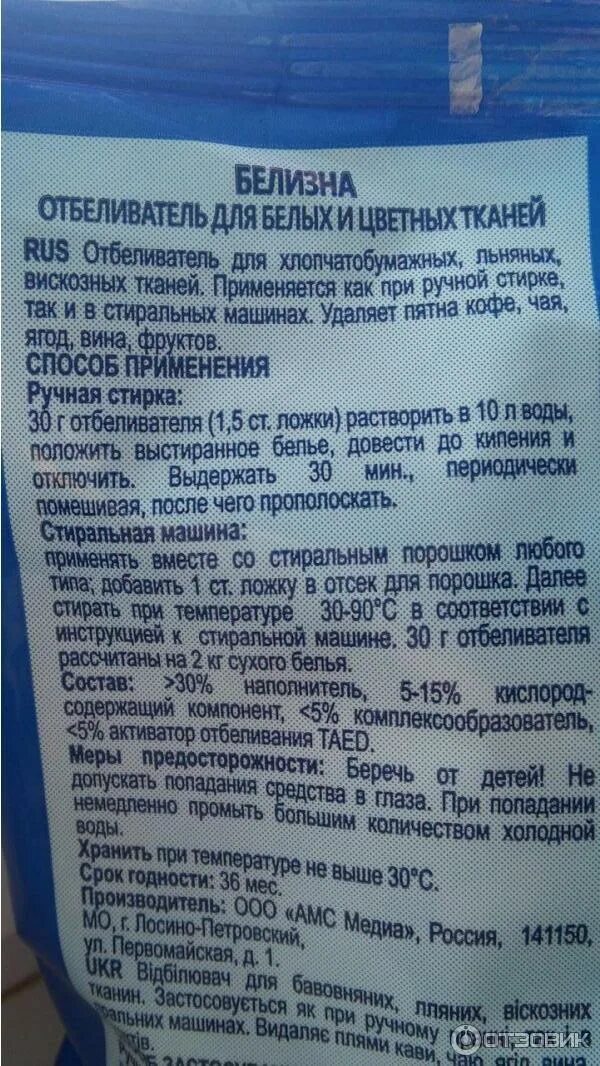 БЕЛИЗНА
ОТБЕЛИВАТЕЛЬ ДЛЯ БЕЛЫХ И ЦВЕТНЫХ ТКАНЕЙ
RUS Отбеливатель для хлопчатобумажных, льняных,
вискозных тканей. Применяется как при ручной стирке,
так и в стиральных машинах. Удаляет пятна кофе, чая,
ягод, вина, фруктов.
СПОСОБ ПРИМЕНЕНИЯ
Ручная стирка:
30 г отбеливателя (1,5 ст. ложки) растворить в 10 л воды,
положить выстиранное белье, довести до кипения и
отключить. Выдержать 30 мин., периодически
помешивая, после чего прополоскать.
Стиральная машина:
применять вместе со стиральным порошком любого
типа; добавить 1 ст. ложку в отсек для порошка. Далее
стирать при температуре 30-90°С в соответствии с
инструкцией к стиральной машине. 30 г отбеливателя
рассчитаны на 2 кг сухого белья.
Состав: >30% наполнитель, 5-15% кислород-
содержащий компонент, <5% комплексообразователь,
<5% активатор отбеливания TAED.
Меры предосторожности: Беречь от детей! Не
допускать попадания средства в глаза. При попадании
немедленно промыть большим количеством холодной
воды.
Хранить при температуре не выше 30°С.
Срок годности: 36 мес.
Производитель: ООО «АМС Медиа», Россия, 141150,
МО, г. Лосино-Петровский,
ул. Первомайская, д. 1.
UKR Відбілювач для бавовняних, лляних, віскозних
тканин. Застосовується як при ручному
машинах. Видаляє плями кави, чаю, ягід, вина,
ОТЗОВИК